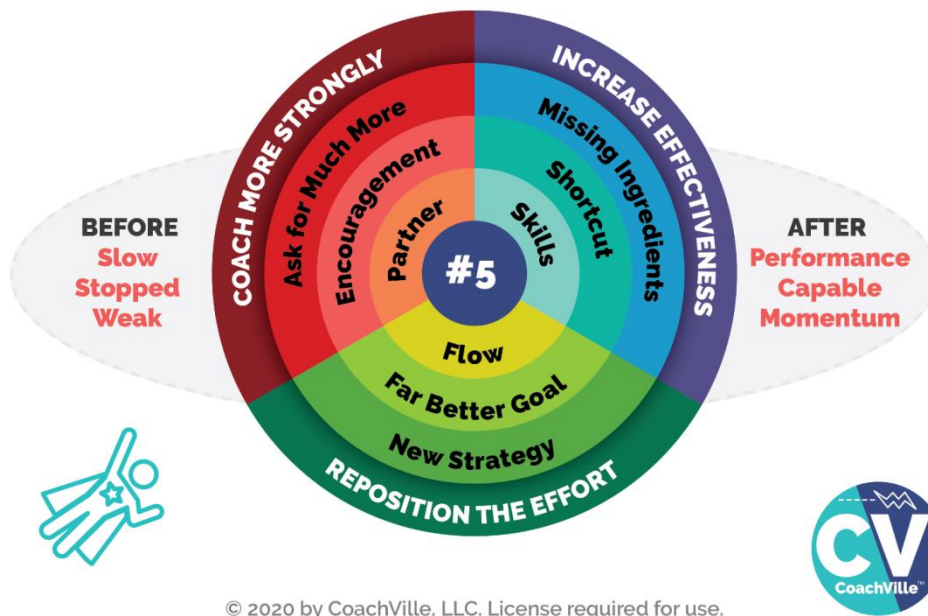 COACH MORE STRONGLY
Ask for Much More
Encouragement
Partner
INCREASE EFFECTIVENESS
Missing Ingredients
Shortcut
Skills
BEFORE
Slow
Stopped
Weak
#5
AFTER
Performance
Capable
Momentum
Flow
Far Better Goal
New Strategy
REPOSITION THE EFFORT
CV
CoachVille™
© 2020 by CoachVille, LLC. License required for use.